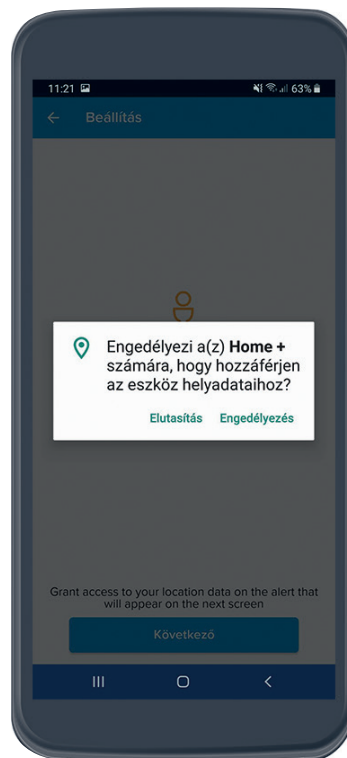 11:21 63%
Beállítás
Engedélyezi a(z) Home +
számára, hogy hozzáférjen
az eszköz helyadataihoz?
Elutasítás Engedélyezés
Grant access to your location data on the alert that
will appear on the next screen
Következő